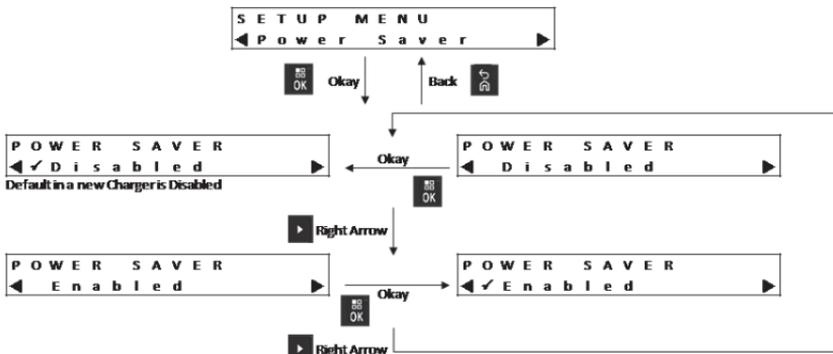 SETUP MENU
◀ Power Saver ▶
OK Okay Back
POWER SAVER
◀ ✓ Disabled ▶
Default in a new Charger is Disabled
Okay
OK
POWER SAVER
◀ Disabled ▶
Right Arrow
POWER SAVER
◀ Enabled ▶
OK
Okay
POWER SAVER
◀ ✓ Enabled ▶
Right Arrow